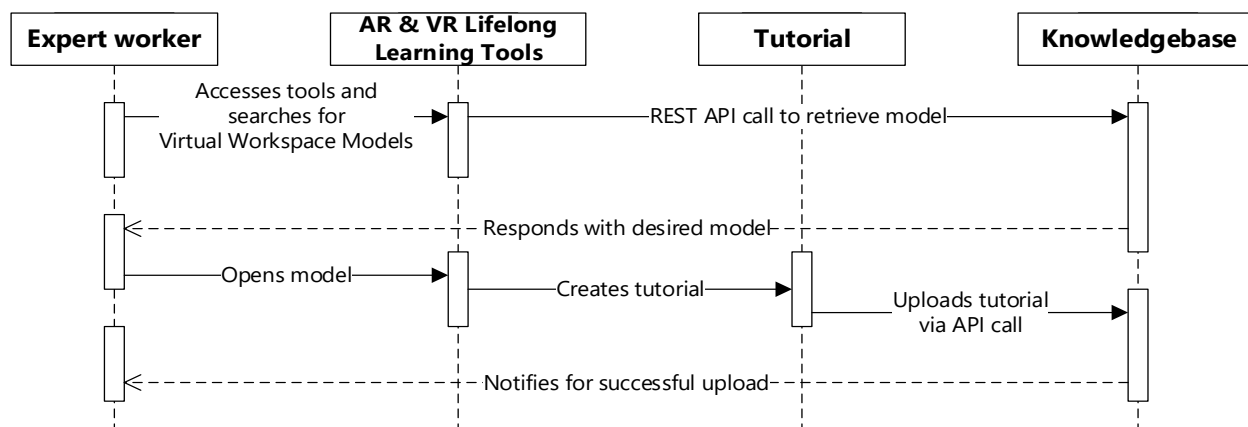 Expert worker
AR & VR Lifelong
Learning Tools
Tutorial
Knowledgebase
Accesses tools and
searches for
Virtual Workspace Models
REST API call to retrieve model
Responds with desired model
Opens model
Creates tutorial
Uploads tutorial
via API call
Notifies for successful upload